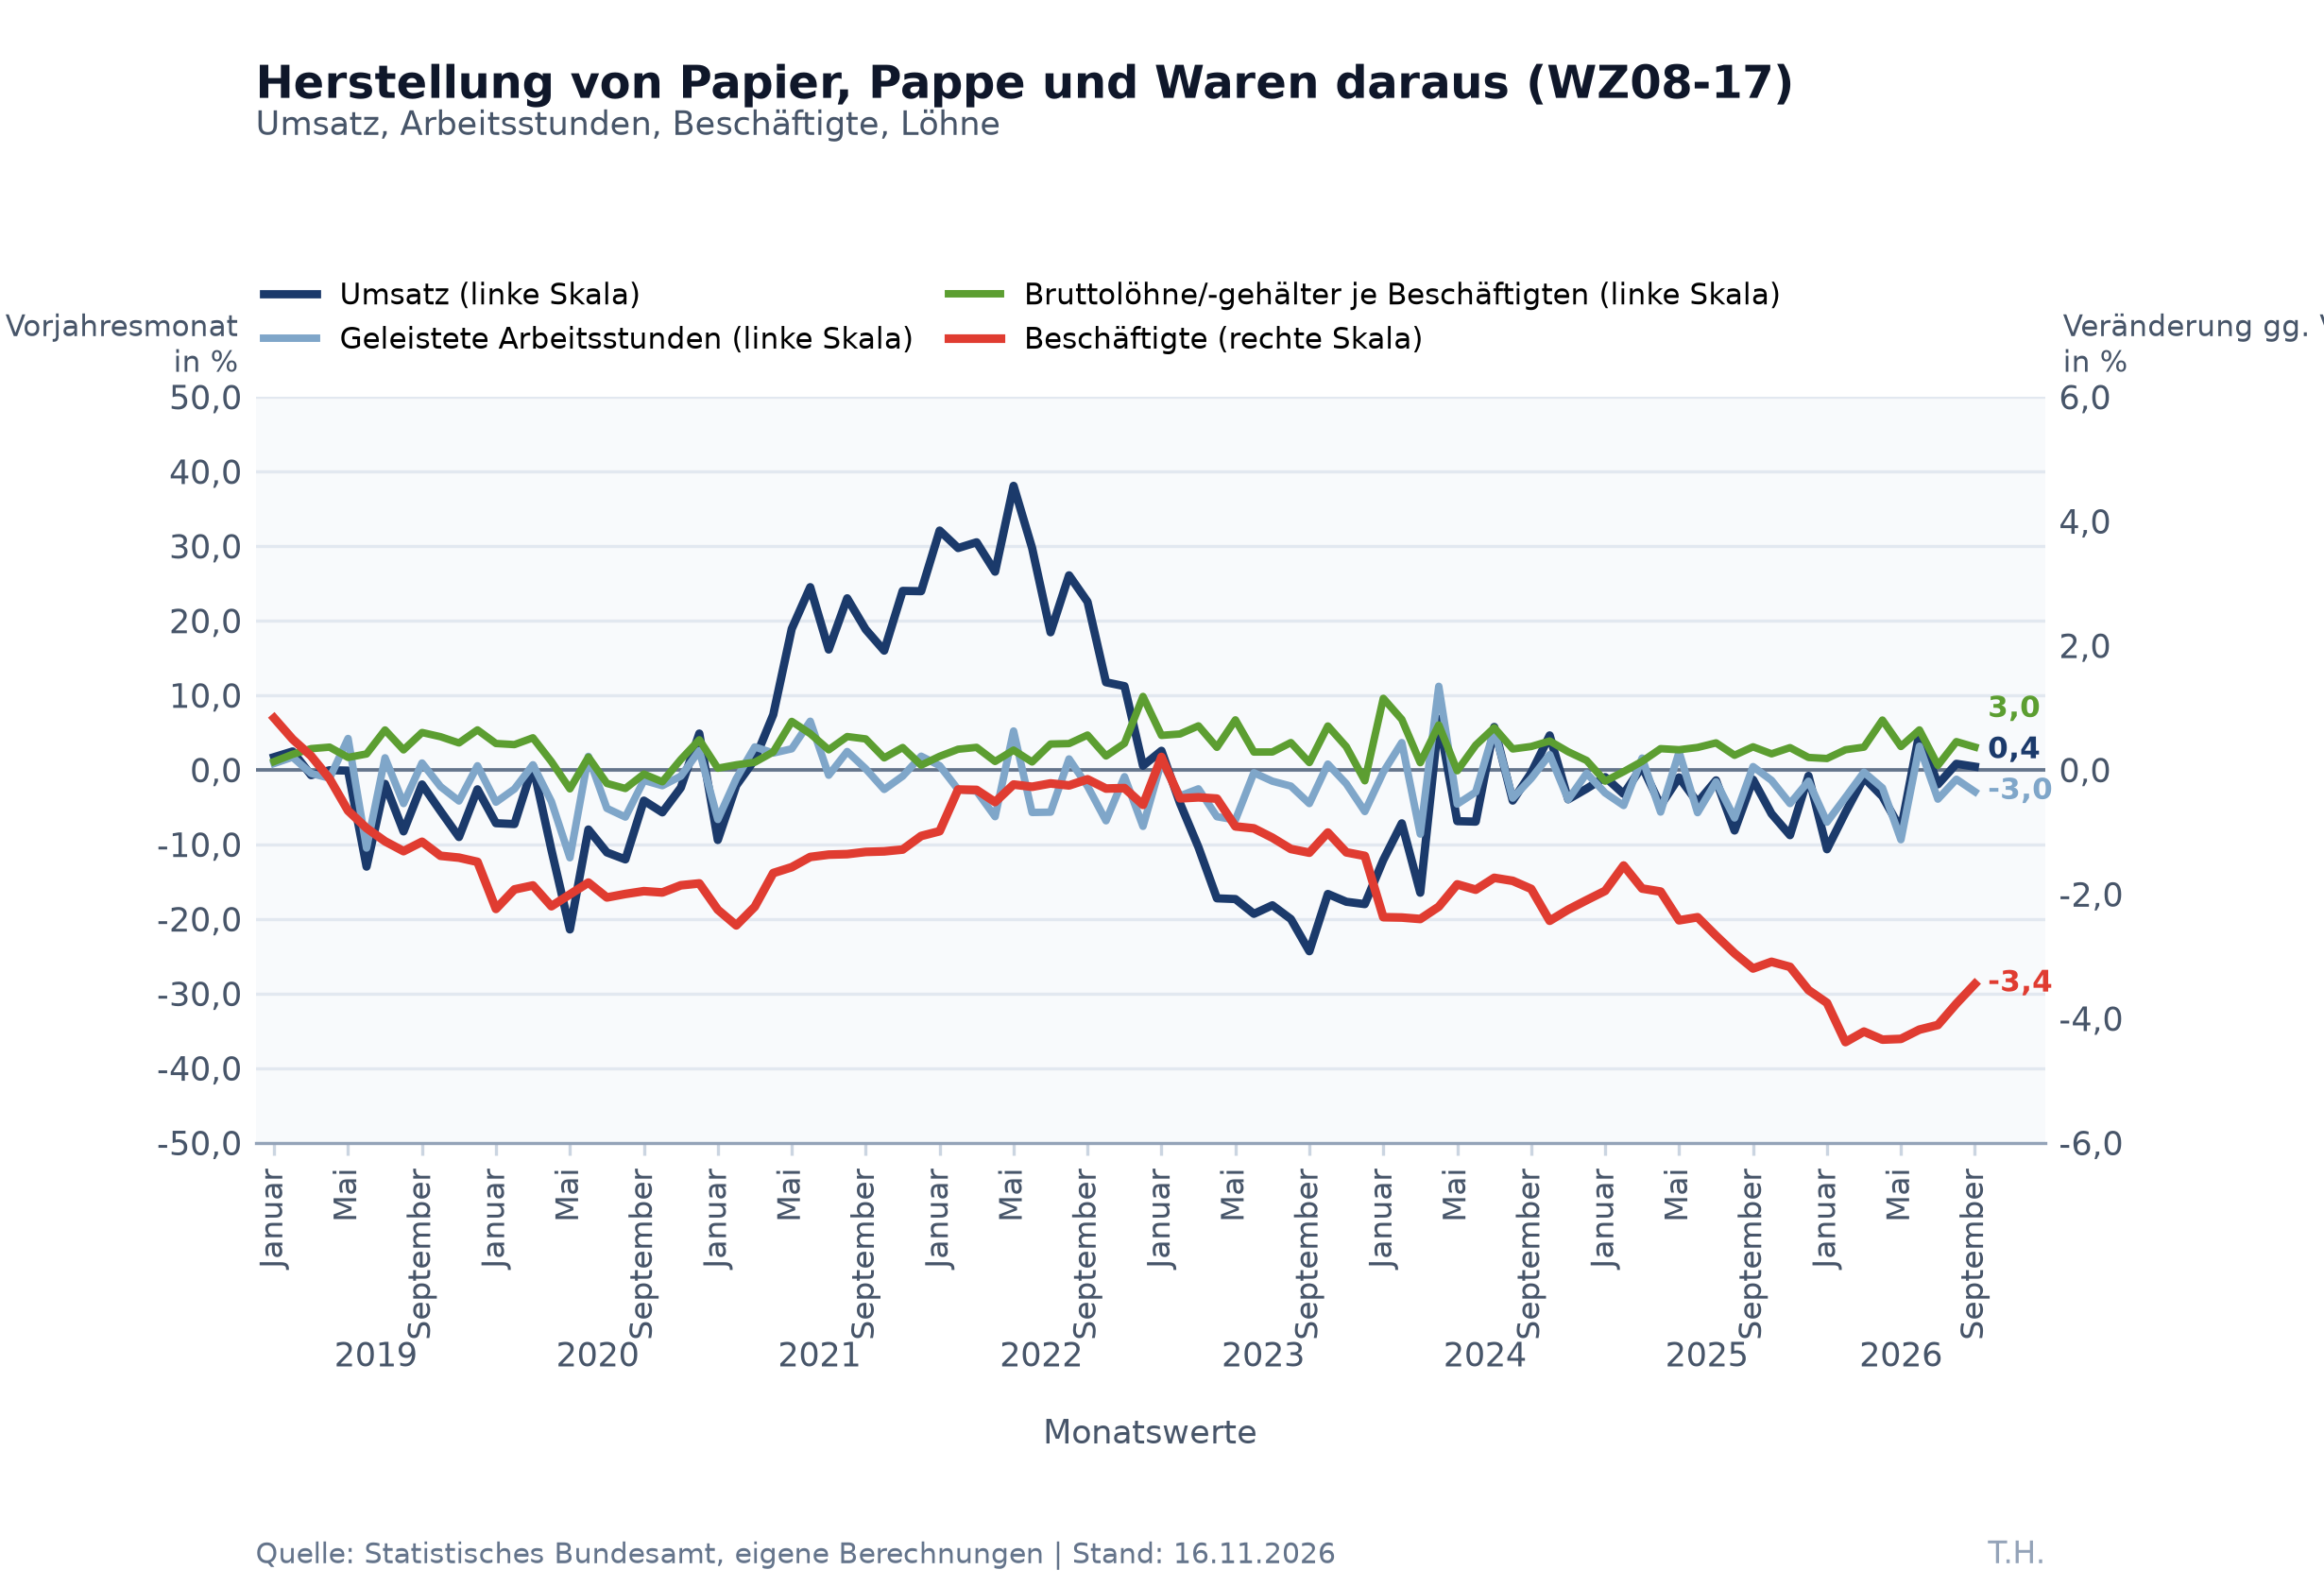 Herstellung von Papier, Pappe und Waren daraus (WZ08-17)
Umsatz, Arbeitsstunden, Beschäftigte, Löhne
Umsatz (linke Skala)
Geleistete Arbeitsstunden (linke Skala)
Bruttolöhne/-gehälter je Beschäftigten (linke Skala)
Beschäftigte (rechte Skala)
Vorjahresmonat
in %
Veränderung gg.
in %
50,0
40,0
30,0
20,0
10,0
0,0
-10,0
-20,0
-30,0
-40,0
-50,0
6,0
4,0
2,0
0,0
-2,0
-4,0
-6,0
3,0
0,4
-3,0
-3,4
Januar
Mai
September
Januar
Mai
September
Januar
Mai
September
Januar
Mai
September
Januar
Mai
September
Januar
Mai
September
Januar
Mai
September
Januar
Mai
September
2019
2020
2021
2022
2023
2024
2025
2026
Monatswerte
Quelle: Statistisches Bundesamt, eigene Berechnungen | Stand: 16.11.2026
T.H.